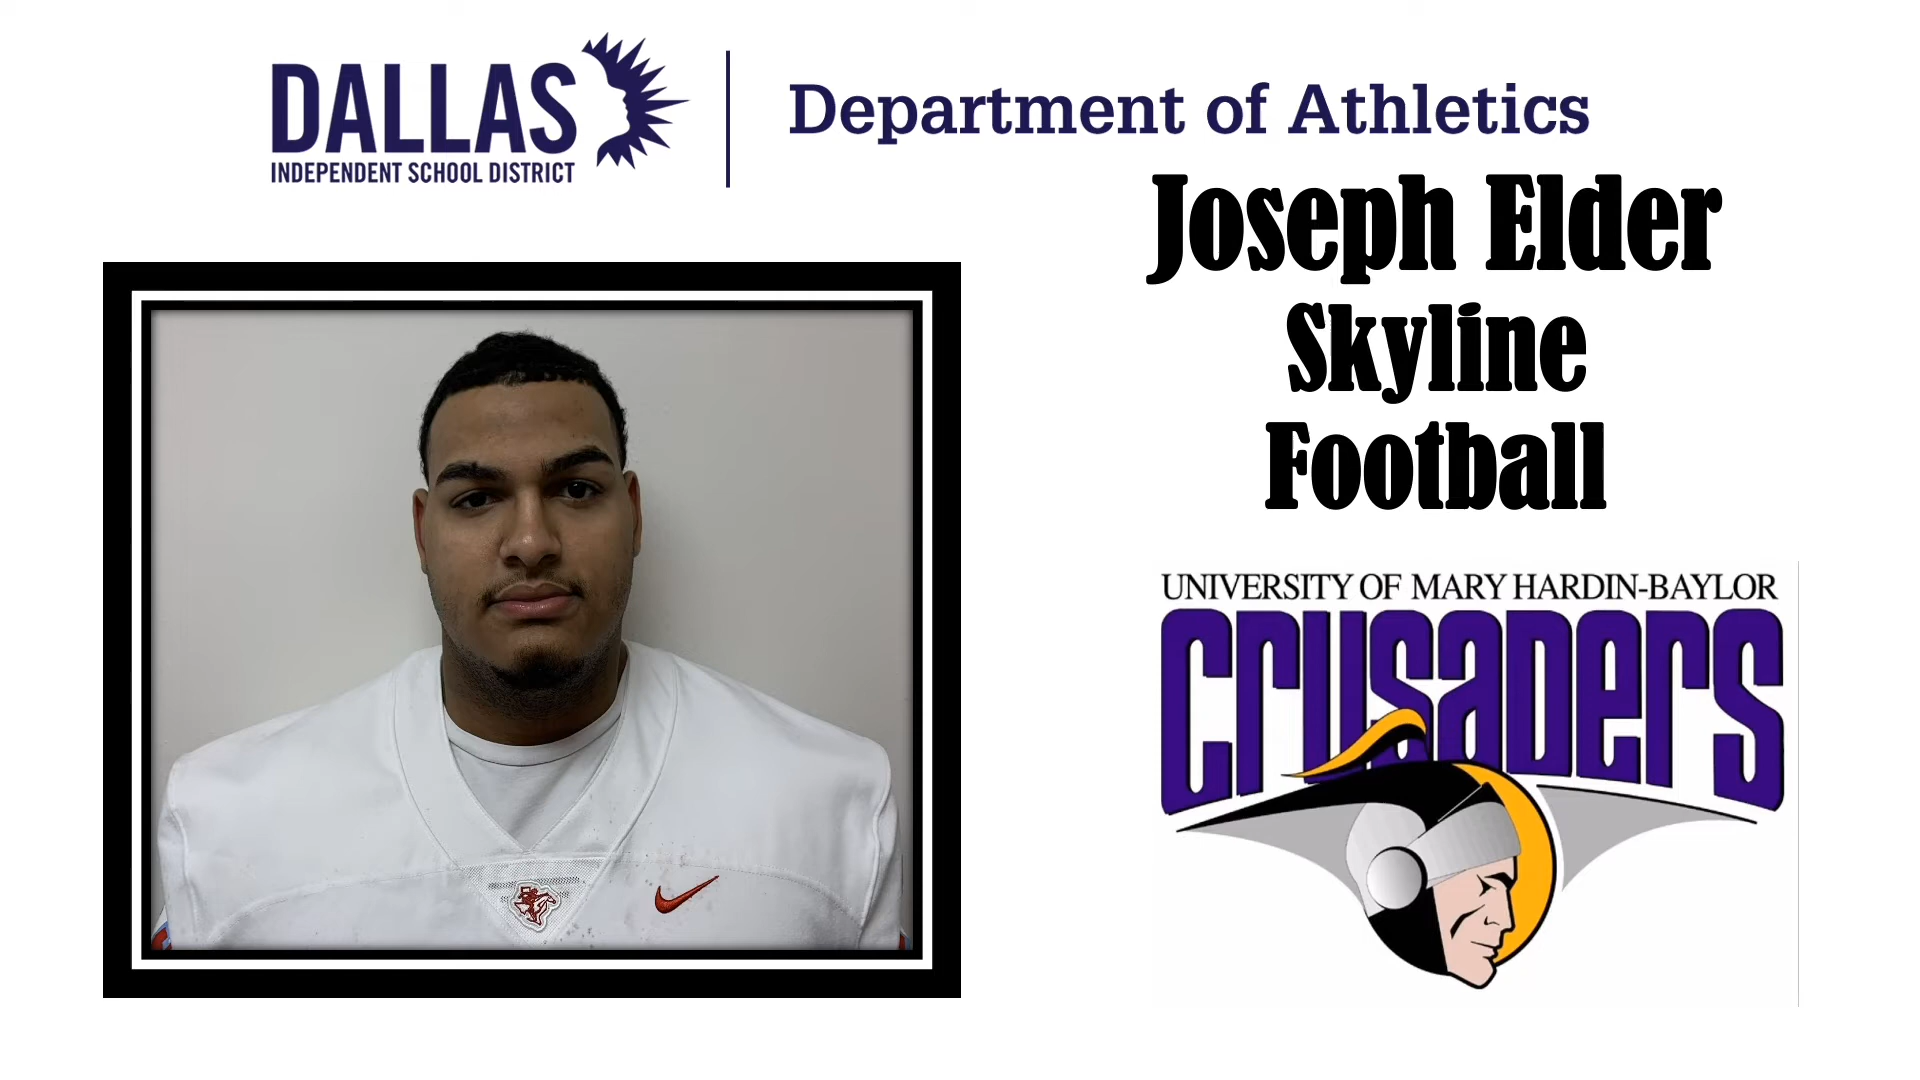 DALLAS
INDEPENDENT SCHOOL DISTRICT
Department of Athletics
Joseph Elder
Skyline
Football
UNIVERSITY OF MARY HARDIN-BAYLOR
CRUSADERS